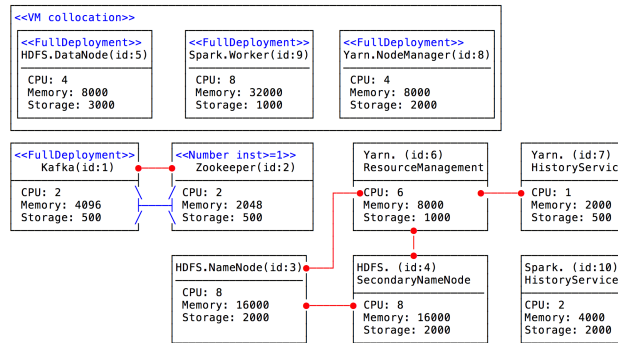 <<VM collocation>>
<<FullDeployment>>
HDFS.DataNode(id:5)
CPU: 4
Memory: 8000
Storage: 3000
<<FullDeployment>>
Spark.Worker(id:9)
CPU: 8
Memory: 32000
Storage: 1000
<<FullDeployment>>
Yarn.NodeManager(id:8)
CPU: 4
Memory: 8000
Storage: 2000
<<FullDeployment>>
Kafka(id:1)
CPU: 2
Memory: 4096
Storage: 500
<<Number inst>=1>>
Zookeeper(id:2)
CPU: 2
Memory: 2048
Storage: 500
Yarn. (id:6)
ResourceManagement
CPU: 6
Memory: 8000
Storage: 1000
Yarn. (id:7)
HistoryServic
CPU: 1
Memory: 2000
Storage: 500
HDFS.NameNode(id:3)
CPU: 8
Memory: 16000
Storage: 2000
HDFS. (id:4)
SecondaryNameNode
CPU: 8
Memory: 16000
Storage: 2000
Spark. (id:10)
HistoryService
CPU: 2
Memory: 4000
Storage: 2000